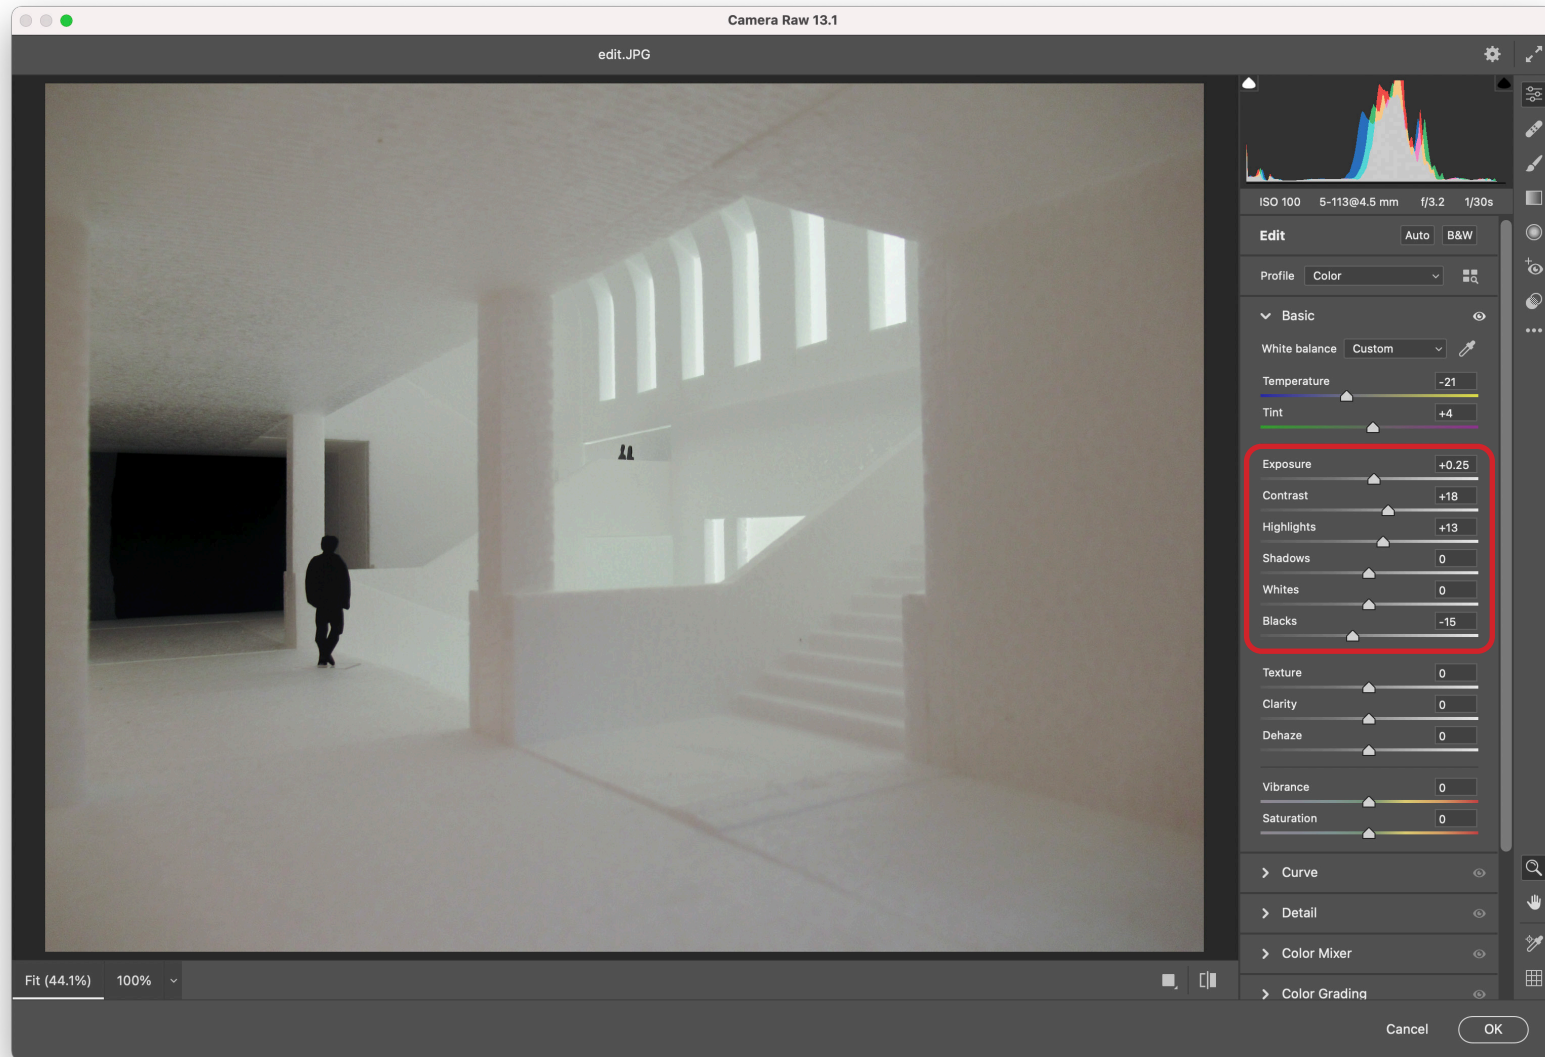 Camera Raw 13.1
edit.JPG
ISO 100 5-113@4.5 mm f/3.2 1/30s
Edit Auto B&W
Profile Color
Basic
White balance Custom
Temperature -21
Tint +4
Exposure +0.25
Contrast +18
Highlights +13
Shadows 0
Whites 0
Blacks -15
Texture 0
Clarity 0
Dehaze 0
Vibrance 0
Saturation 0
Curve
Detail
Color Mixer
Color Grading
Fit (44.1%) 100%
Cancel OK